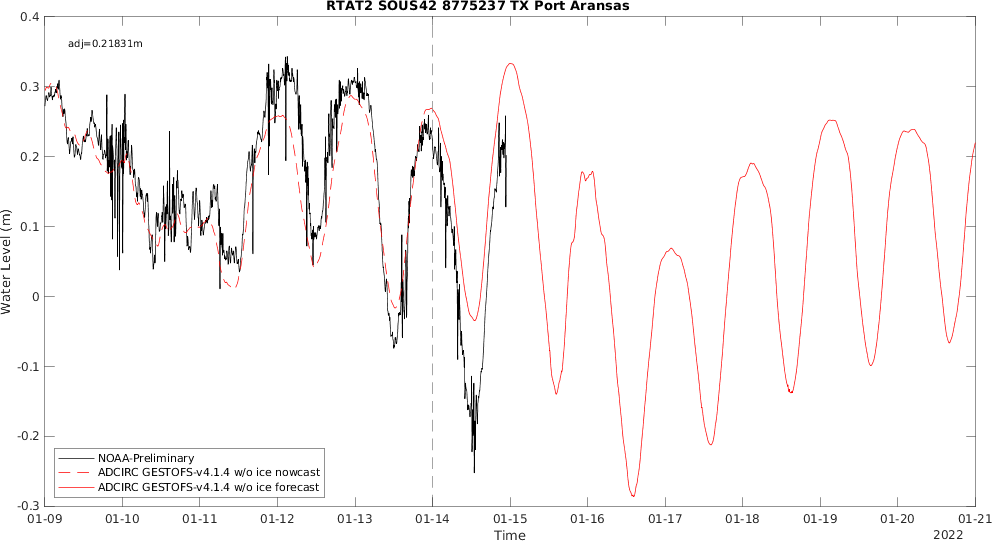 RTAT2 SOUS42 8775237 TX Port Aransas
adj=0.21831m
0.4
0.3
0.2
0.1
0
-0.1
-0.2
-0.3
Water Level (m)
NOAA-Preliminary
ADCIRC GESTOFS-v4.1.4 w/o ice nowcast
ADCIRC GESTOFS-v4.1.4 w/o ice forecast
01-09 01-10 01-11 01-12 01-13 01-14 01-15 01-16 01-17 01-18 01-19 01-20 01-21
Time
2022